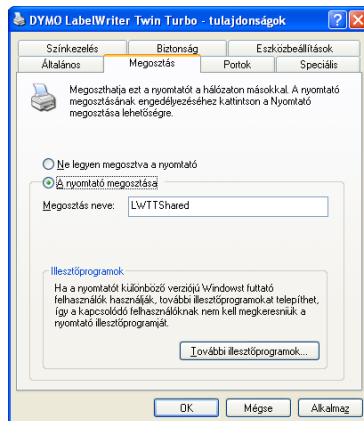 DYMO LabelWriter Twin Turbo - tulajdonságok
Színkezelés Biztonság Eszközbeállítások
Általános Megosztás Portok Speciális
Megoszthatja ezt a nyomtatót a hálózaton másokkal. A nyomtató
megosztásának engedélyezéséhez kattintson a Nyomtató
megosztása lehetőségre.
Ne legyen megosztva a nyomtató
A nyomtató megosztása
Megosztás neve: LWTTShared
Illesztőprogramok
Ha a nyomtatót különböző verziójú Windowst futtató
felhasználók használják, további illesztőprogramokat telepíthet,
így a kapcsolódó felhasználóknak nem kell megkeresniük a
nyomtató illesztőprogramját.
További illesztőprogramok...
OK Mégse Alkalmaz